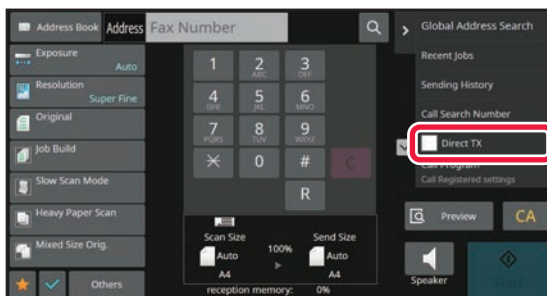 Address Book
Address
Fax Number
Global Address Search
Exposure
Auto
Resolution
Super Fine
Original
Job Build
Slow Scan Mode
Heavy Paper Scan
Mixed Size Orig.
Others
1
2
ABC
3
DEF
4
GHI
5
JKL
6
MNO
7
PQRS
8
TUV
9
WXYZ
0
#
C
R
Scan Size
Auto
A4
100%
Send Size
Auto
A4
reception memory: 0%
Recent Jobs
Sending History
Call Search Number
Direct TX
Call Program
Call Registered settings
Preview
CA
Speaker
Start